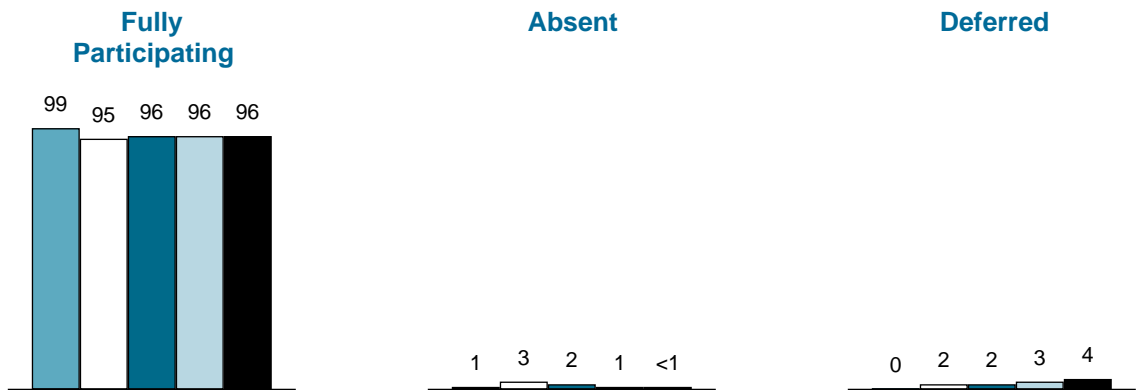 Fully
Participating
Absent
Deferred
99 95 96 96 96
1 3 2 1 <1
0 2 2 3 4